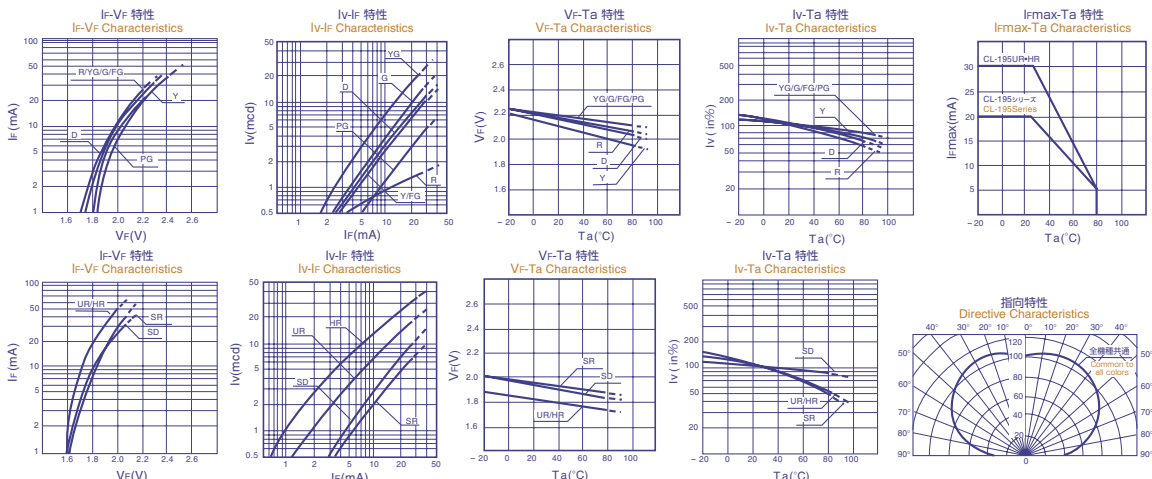 IF-VF 特性
IF-VF Characteristics
100
50
20
10
5
2
1
IF (mA)
R/YG/G/FG
Y
D
PG
1.6 1.8 2.0 2.2 2.4 2.6
VF(V)
Iv-IF 特性
Iv-IF Characteristics
50
20
10
5
2
1
0.5
Iv(mcd)
YG
G
D
PG
R
Y/FG
1 2 5 10 20 50
IF(mA)
VF-Ta 特性
VF-Ta Characteristics
2.6
2.4
2.2
2.0
1.8
1.6
VF(V)
YG/G/FG/PG
R
D
Y
－20 0 20 40 60 80 100
Ta(°C)
Iv-Ta 特性
Iv-Ta Characteristics
500
200
100
50
20
Iv (in%)
YG/G/FG/PG
Y
D
R
－20 0 20 40 60 80 100
Ta(°C)
IFmax-Ta 特性
IFmax-Ta Characteristics
30
25
20
15
10
5
IFmax(mA)
CL-195UR•HR
CL-195シリーズ
CL-195Series
－20 0 20 40 60 80 100
Ta(°C)
IF-VF 特性
IF-VF Characteristics
100
50
20
10
5
2
1
IF (mA)
UR/HR
SR
SD
1.6 1.8 2.0 2.2 2.4
VF(V)
Iv-IF 特性
Iv-IF Characteristics
50
20
10
5
2
1
0.5
Iv(mcd)
HR
UR
SD
SR
1 2 5 10 20 50
IF(mA)
VF-Ta 特性
VF-Ta Characteristics
2.6
2.4
2.2
2.0
1.8
1.6
VF(V)
SR
SD
UR/HR
－20 0 20 40 60 80 100
Ta(°C)
Iv-Ta 特性
Iv-Ta Characteristics
500
200
100
50
20
Iv ( in%)
SD
UR/HR
SR
－20 0 20 40 60 80 100
Ta(°C)
指向特性
Directive Characteristics
40° 30° 20° 10° 0° 10° 20° 30° 40°
50° 50°
60° 60°
70° 70°
80° 80°
90° 90°
120
100
80
60
40
20
0
全機種共通
Common to
all colors